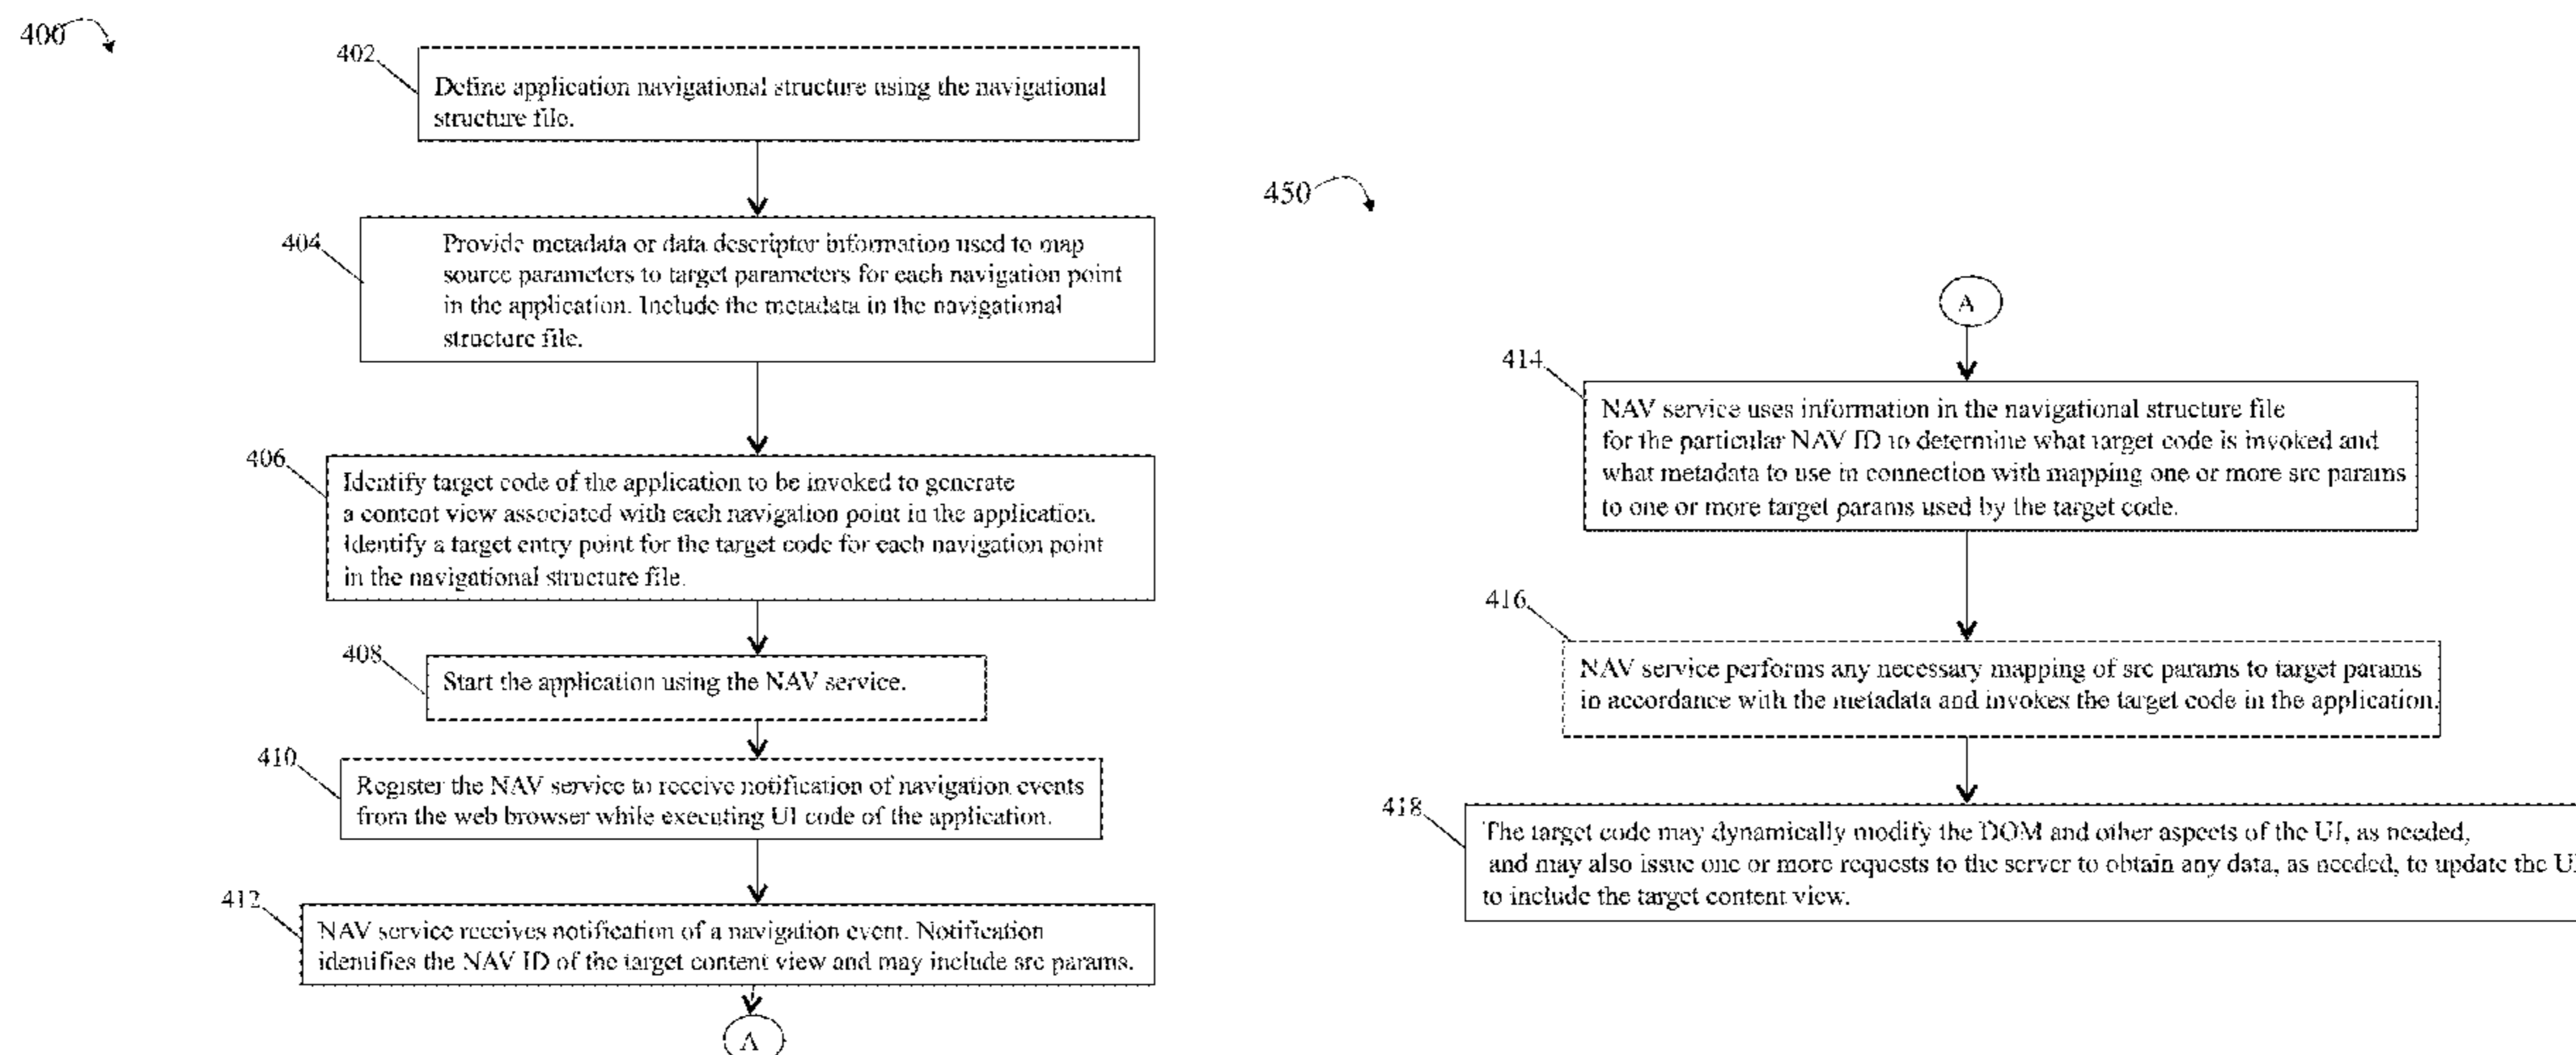 400
402
Define application navigational structure using the navigational
structure file.
404
Provide metadata or data descriptor information used to map
source parameters to target parameters for each navigation point
in the application. Include the metadata in the navigational
structure file.
406
Identify target code of the application to be invoked to generate
a content view associated with each navigation point in the application.
Identify a target entry point for the target code for each navigation point
in the navigational structure file.
408
Start the application using the NAV service.
410
Register the NAV service to receive notification of navigation events
from the web browser while executing UI code of the application.
412
NAV service receives notification of a navigation event. Notification
identifies the NAV ID of the target content view and may include src params.
A
450
A
414
NAV service uses information in the navigational structure file
for the particular NAV ID to determine what target code is invoked and
what metadata to use in connection with mapping one or more src params
to one or more target params used by the target code.
416
NAV service performs any necessary mapping of src params to target params
in accordance with the metadata and invokes the target code in the application.
418
The target code may dynamically modify the DOM and other aspects of the UI, as needed,
and may also issue one or more requests to the server to obtain any data, as needed, to update the UI
to include the target content view.